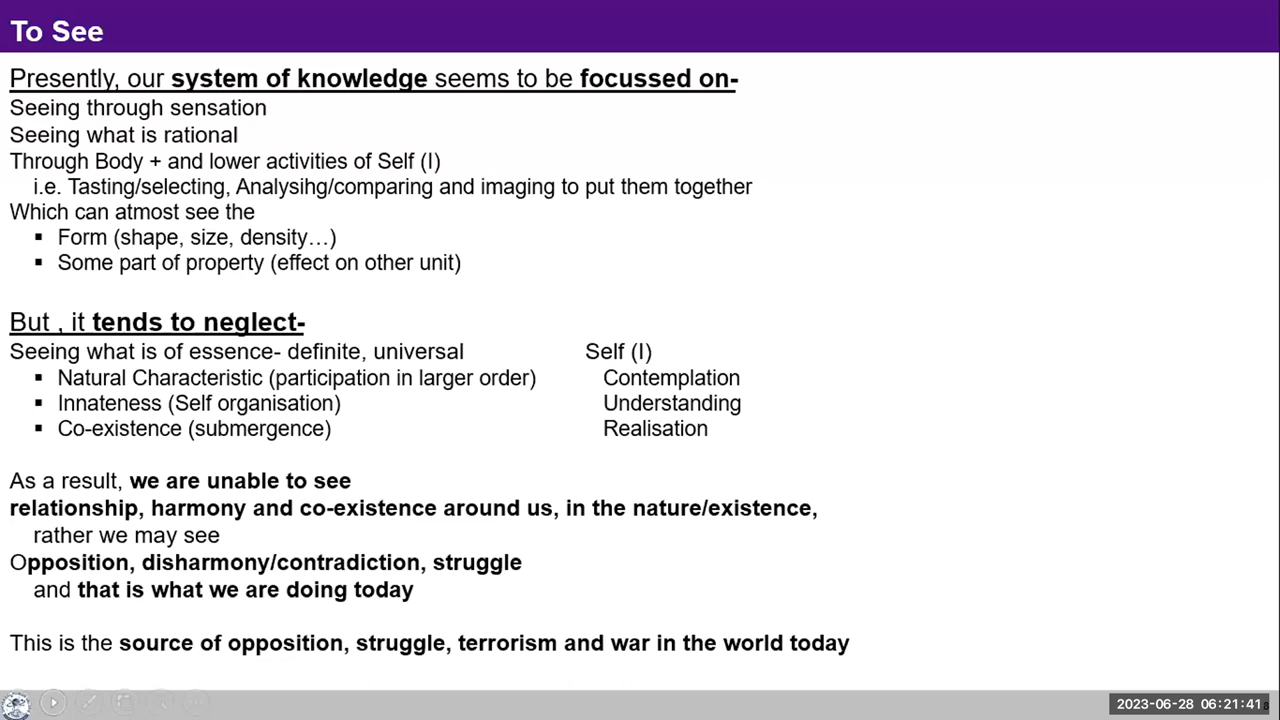 To See
Presently, our system of knowledge seems to be focussed on-
Seeing through sensation
Seeing what is rational
Through Body + and lower activities of Self (I)
i.e. Tasting/selecting, Analysihg/comparing and imaging to put them together
Which can atmost see the
▪ Form (shape, size, density…)
▪ Some part of property (effect on other unit)
But , it tends to neglect-
Seeing what is of essence- definite, universal Self (I)
▪ Natural Characteristic (participation in larger order) Contemplation
▪ Innateness (Self organisation) Understanding
▪ Co-existence (submergence) Realisation
As a result, we are unable to see
relationship, harmony and co-existence around us, in the nature/existence,
rather we may see
Opposition, disharmony/contradiction, struggle
and that is what we are doing today
This is the source of opposition, struggle, terrorism and war in the world today
2023-06-28 06:21:41